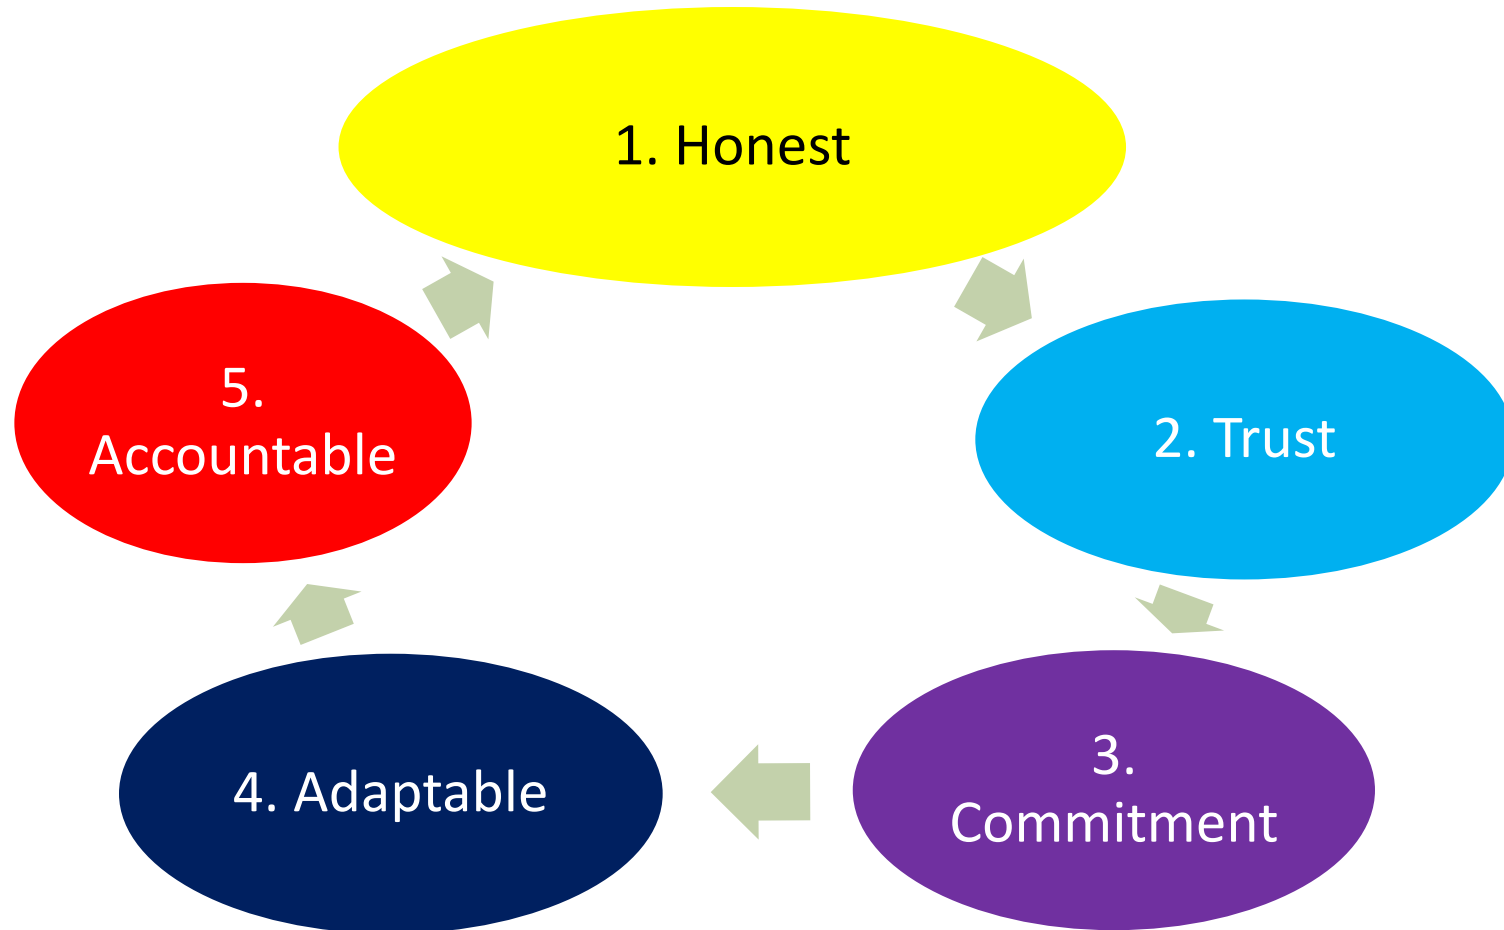 1. Honest
2. Trust
3.
Commitment
4. Adaptable
5.
Accountable